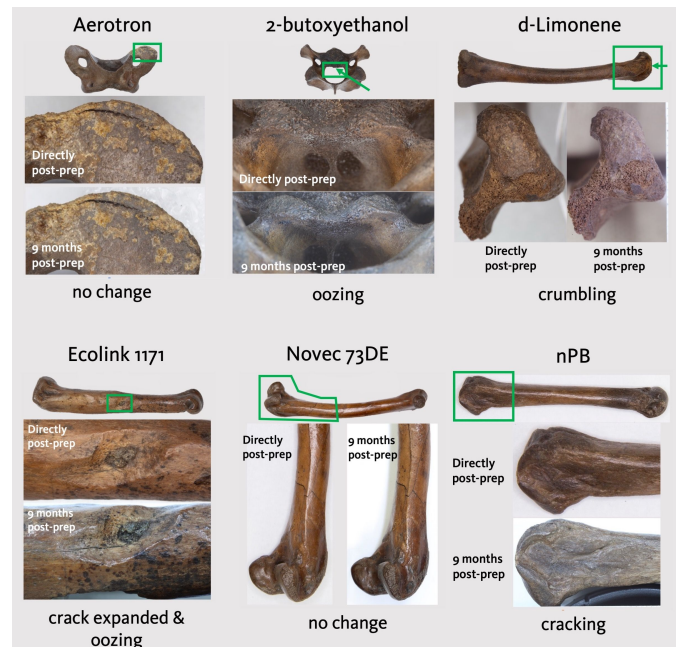 Aerotron
2-butoxyethanol
d-Limonene
Directly
post-prep
9 months
post-prep
no change
Directly post-prep
9 months post-prep
oozing
Directly
post-prep
9 months
post-prep
crumbling
Ecolink 1171
Novec 73DE
nPB
Directly
post-prep
9 months
post-prep
crack expanded &
oozing
Directly
post-prep
9 months
post-prep
no change
Directly
post-prep
9 months
post-prep
cracking